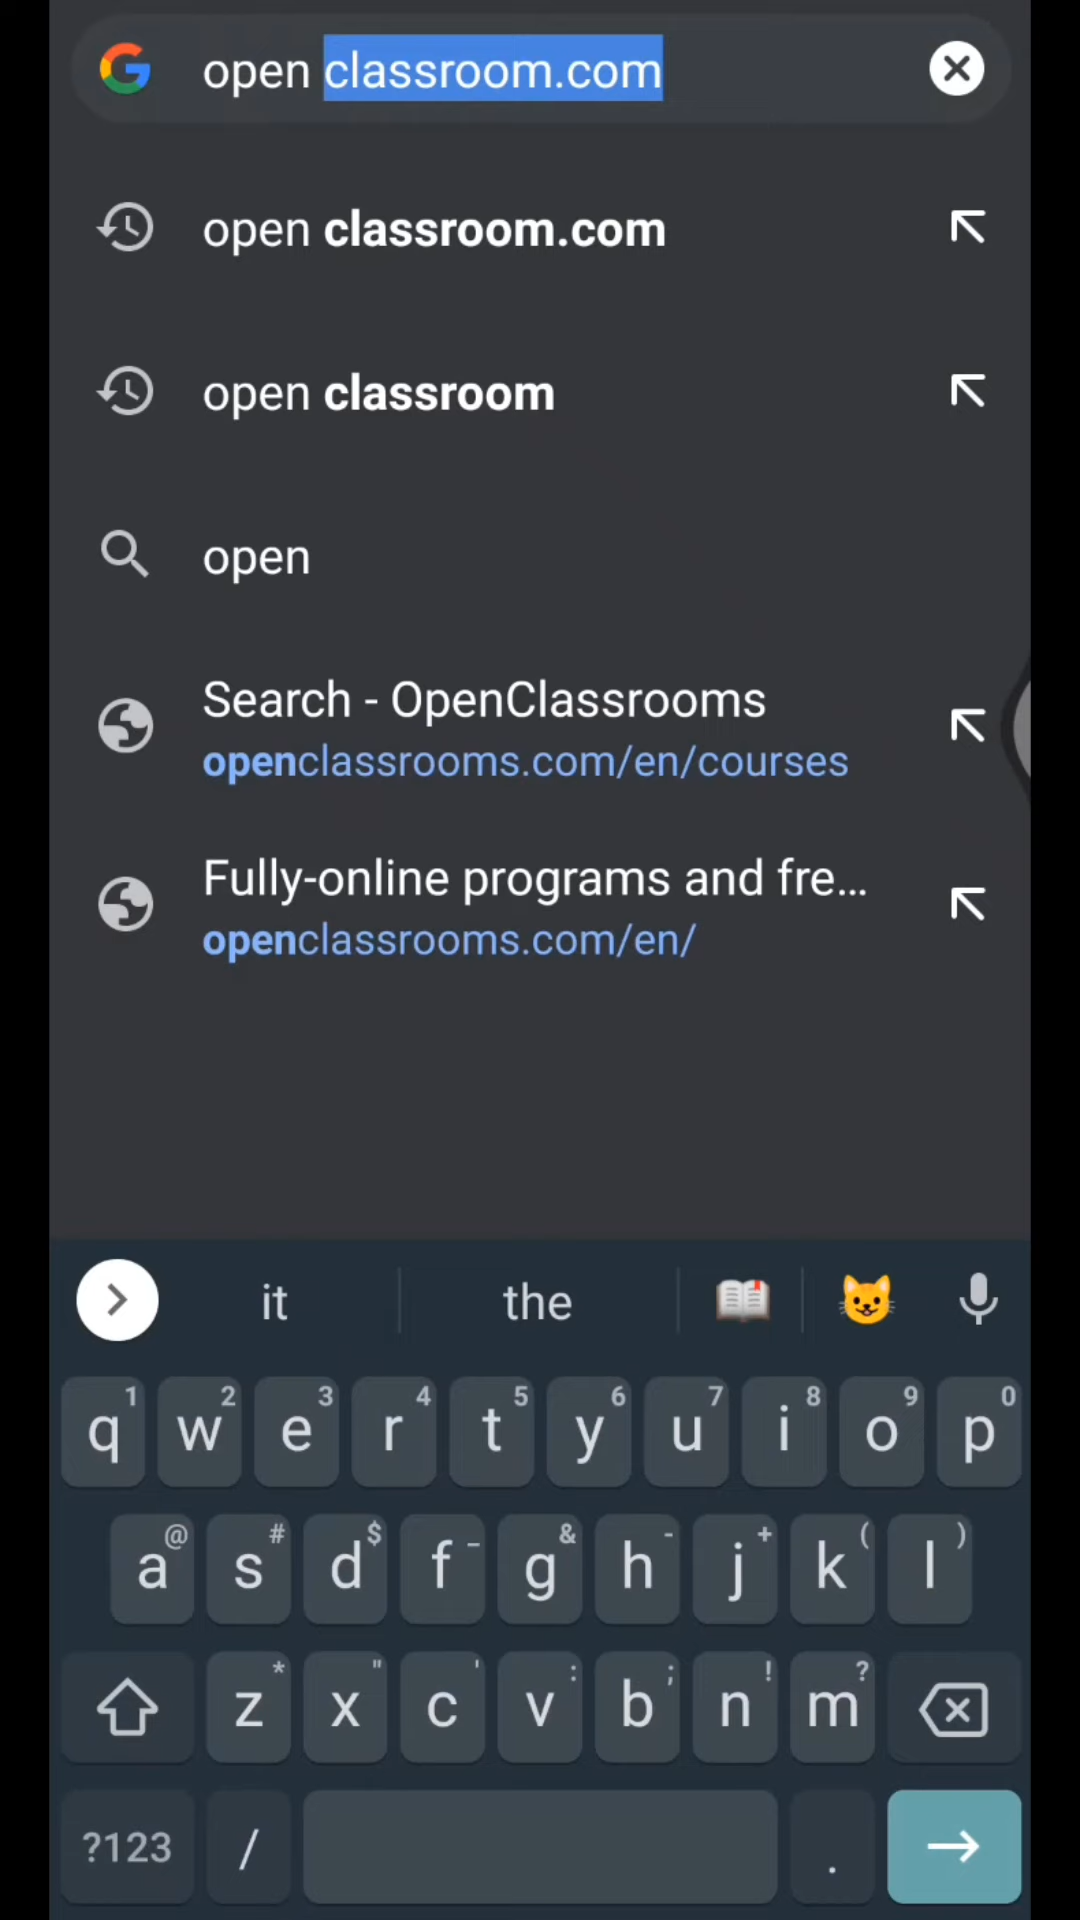 open classroom.com
open classroom.com
open classroom
open
Search - OpenClassrooms
openclassrooms.com/en/courses
Fully-online programs and fre...
openclassrooms.com/en/
it the
1 2 3 4 5 6 7 8 9 0
q w e r t y u i o p
@ # $ _ & - + ( )
a s d f g h j k l
* " ' : ; ! ?
z x c v b n m
?123 / .